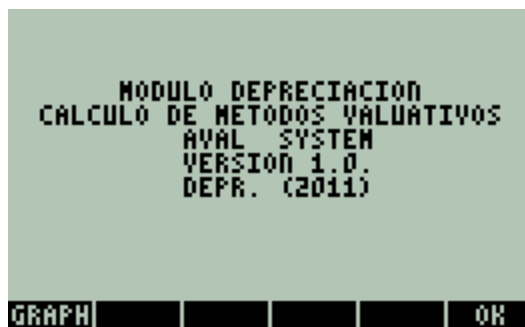 MODULO DEPRECIACION
CALCULO DE METODOS VALUATIVOS
AVAL SYSTEM
VERSION 1.0.
DEPR. (2011)
GRAPH OK